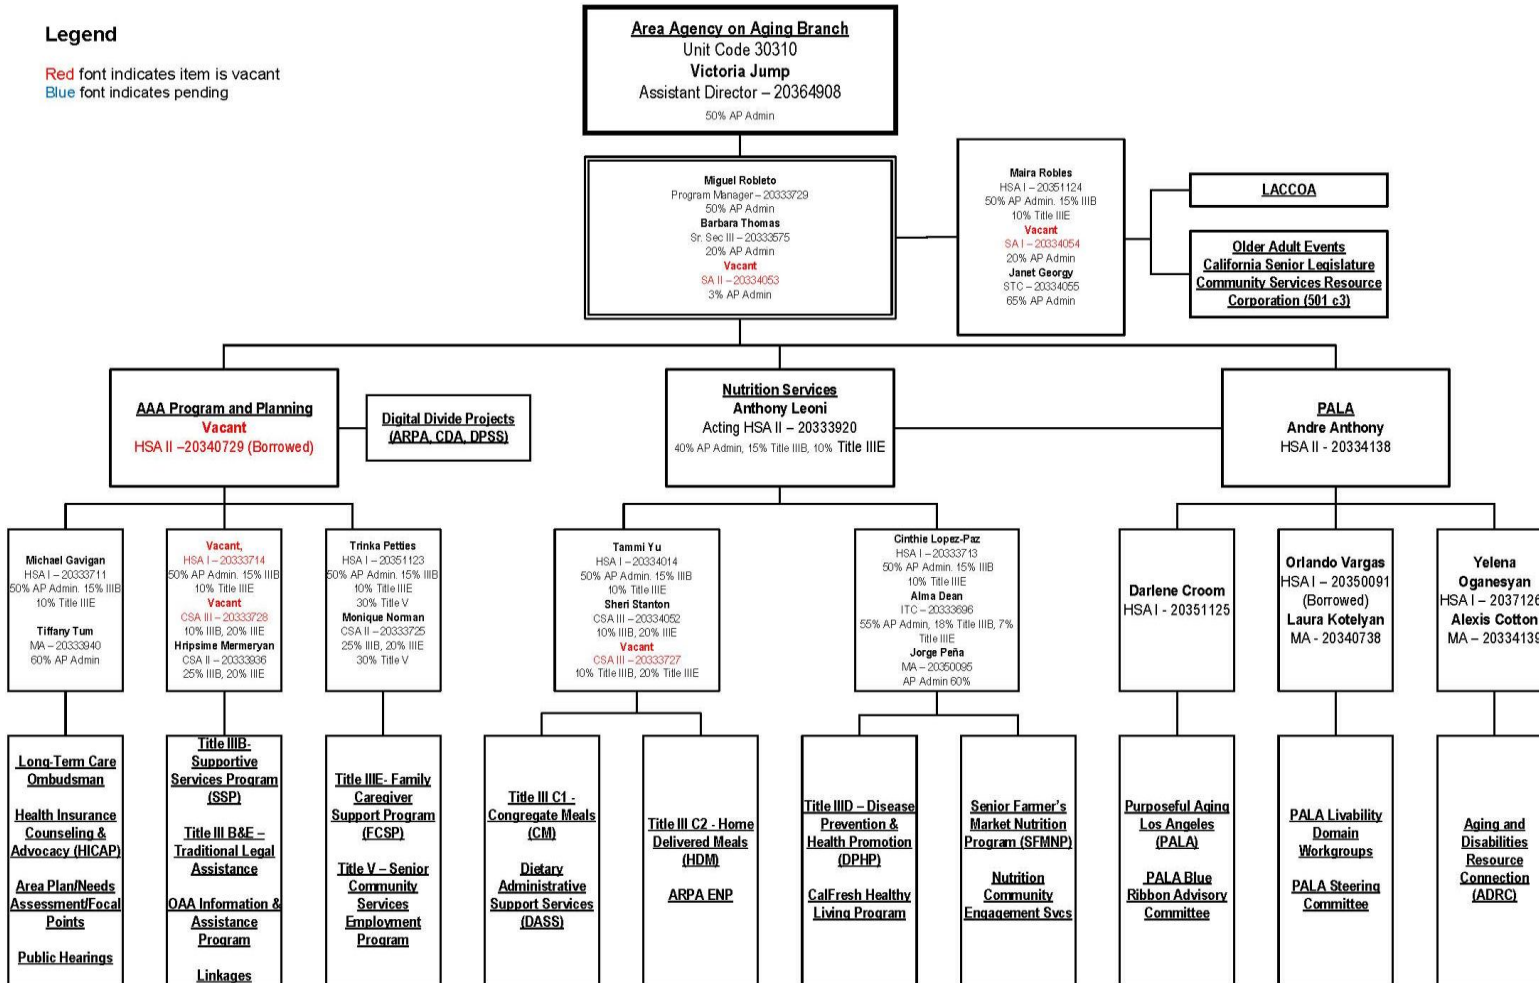 Legend
Red font indicates item is vacant
Blue font indicates pending
Area Agency on Aging Branch
Unit Code 30310
Victoria Jump
Assistant Director – 20364908
50% AP Admin
Miguel Robleto
Program Manager – 20333729
50% AP Admin
Barbara Thomas
Sr. Sec III – 20333575
20% AP Admin
Vacant
SA II – 20334053
3% AP Admin
Maira Robles
HSA I – 20351124
50% AP Admin. 15% IIIB
10% Title IIIE
Vacant
SA I – 20334054
20% AP Admin
Janet Georgy
STC – 20334055
65% AP Admin
LACCOA
Older Adult Events
California Senior Legislature
Community Services Resource
Corporation (501 c3)
AAA Program and Planning
Vacant
HSA II –20340729 (Borrowed)
Digital Divide Projects
(ARPA, CDA, DPSS)
Nutrition Services
Anthony Leoni
Acting HSA II – 20333920
40% AP Admin, 15% Title IIIB, 10% Title IIIE
PALA
Andre Anthony
HSA II - 20334138
Michael Gavigan
HSA I – 20333711
50% AP Admin. 15% IIIB
10% Title IIIE
Tiffany Tum
MA – 20333940
60% AP Admin
Vacant,
HSA I – 20333714
50% AP Admin. 15% IIIB
10% Title IIIE
Vacant
CSA III – 20333728
10% IIIB, 20% IIIE
Hripsime Mermeryan
CSA II – 20333936
25% IIIB, 20% IIIE
Trinka Petties
HSA I – 20351123
50% AP Admin. 15% IIIB
10% Title IIIE
30% Title V
Monique Norman
CSA II – 20333725
25% IIIB, 20% IIIE
30% Title V
Tammi Yu
HSA I – 20334014
50% AP Admin. 15% IIIB
10% Title IIIE
Sheri Stanton
CSA III – 20334052
10% IIIB, 20% IIIE
Vacant
CSA III – 20333727
10% Title IIIB, 20% Title IIIE
Cinthie Lopez-Paz
HSA I – 20333713
50% AP Admin. 15% IIIB
10% Title IIIE
Alma Dean
ITC – 20333696
55% AP Admin, 18% Title IIIB, 7%
Title IIIE
Jorge Peña
MA – 20350095
AP Admin 60%
Darlene Croom
HSA I - 20351125
Orlando Vargas
HSA I – 20350091
(Borrowed)
Laura Kotelyan
MA - 20340738
Yelena
Oganesyan
HSA I – 2037126
Alexis Cotton
MA – 20334139
Long-Term Care
Ombudsman
Health Insurance
Counseling &
Advocacy (HICAP)
Area Plan/Needs
Assessment/Focal
Points
Public Hearings
Title IIIB-
Supportive
Services Program
(SSP)
Title III B&E –
Traditional Legal
Assistance
OAA Information &
Assistance
Program
Linkages
Title IIIE- Family
Caregiver
Support Program
(FCSP)
Title V – Senior
Community
Services
Employment
Program
Title III C1 -
Congregate Meals
(CM)
Dietary
Administrative
Support Services
(DASS)
Title III C2 - Home
Delivered Meals
(HDM)
ARPA ENP
Title IIID – Disease
Prevention &
Health Promotion
(DPHP)
CalFresh Healthy
Living Program
Senior Farmer's
Market Nutrition
Program (SFMNP)
Nutrition
Community
Engagement Svcs
Purposeful Aging
Los Angeles
(PALA)
PALA Blue
Ribbon Advisory
Committee
PALA Livability
Domain
Workgroups
PALA Steering
Committee
Aging and
Disabilities
Resource
Connection
(ADRC)